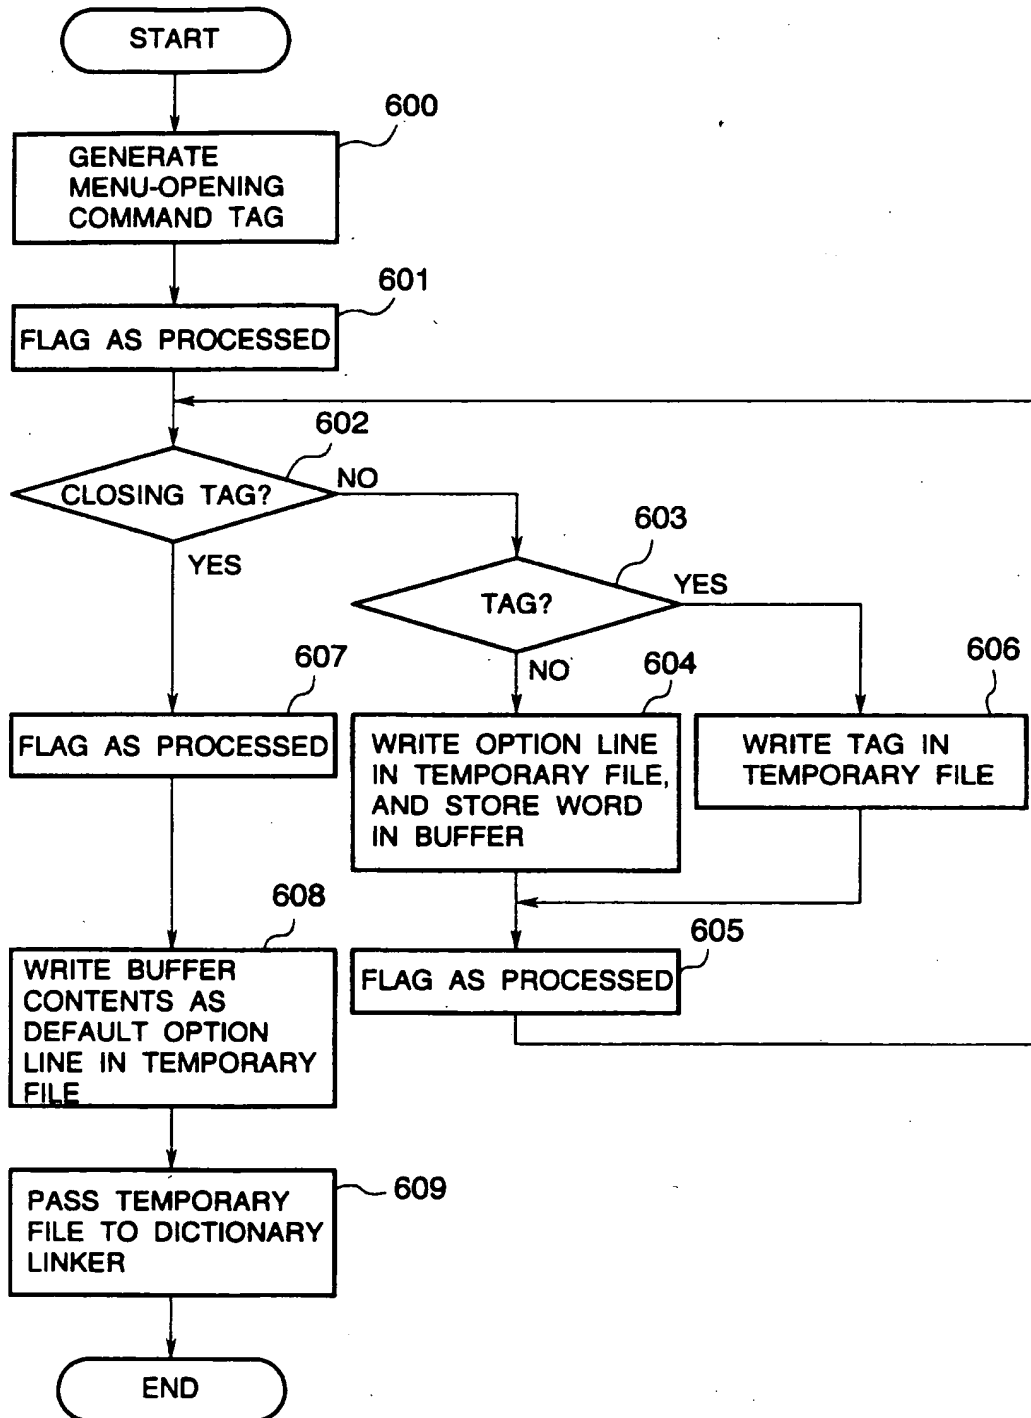 START
600
GENERATE
MENU-OPENING
COMMAND TAG
601
FLAG AS PROCESSED
602
CLOSING TAG?
NO
YES
603
TAG?
YES
NO
607
FLAG AS PROCESSED
604
WRITE OPTION LINE
IN TEMPORARY FILE,
AND STORE WORD
IN BUFFER
606
WRITE TAG IN
TEMPORARY FILE
605
FLAG AS PROCESSED
608
WRITE BUFFER
CONTENTS AS
DEFAULT OPTION
LINE IN TEMPORARY
FILE
609
PASS TEMPORARY
FILE TO DICTIONARY
LINKER
END